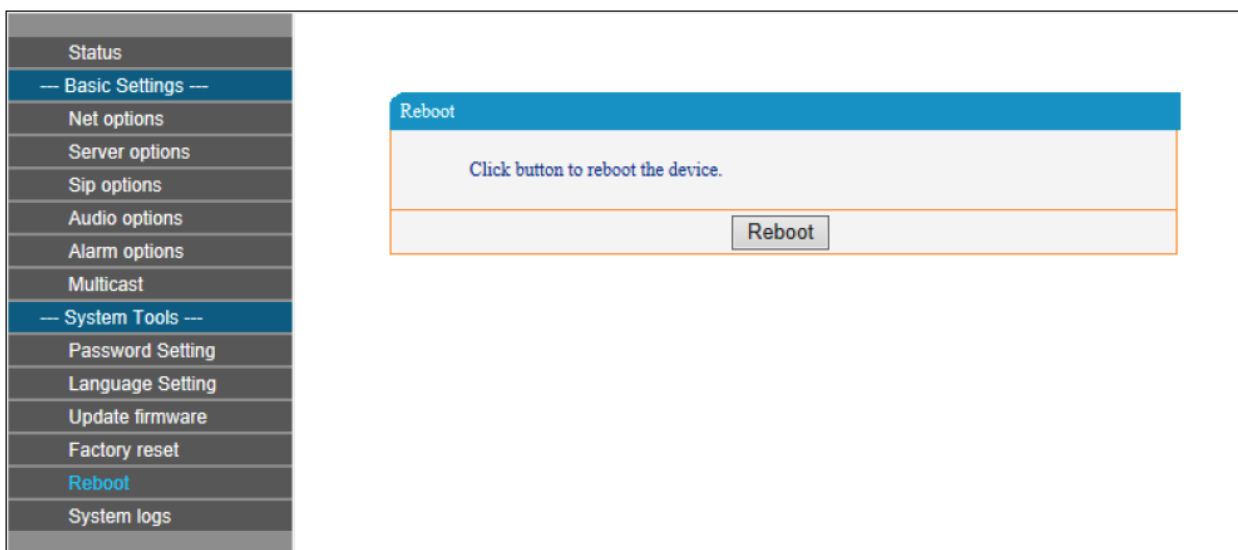 Status
--- Basic Settings ---
Net options
Server options
Sip options
Audio options
Alarm options
Multicast
--- System Tools ---
Password Setting
Language Setting
Update firmware
Factory reset
Reboot
System logs
Reboot
Click button to reboot the device.
Reboot